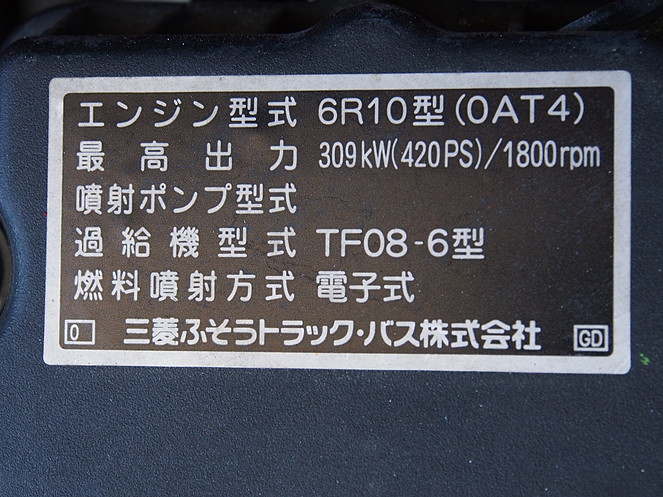 エンジン型式 6R10型(0AT4)
最高出力 309kW(420PS)/1800rpm
噴射ポンプ型式
過給機型式 TF08-6型
燃料噴射方式 電子式
0 三菱ふそうトラック・バス株式会社 GD